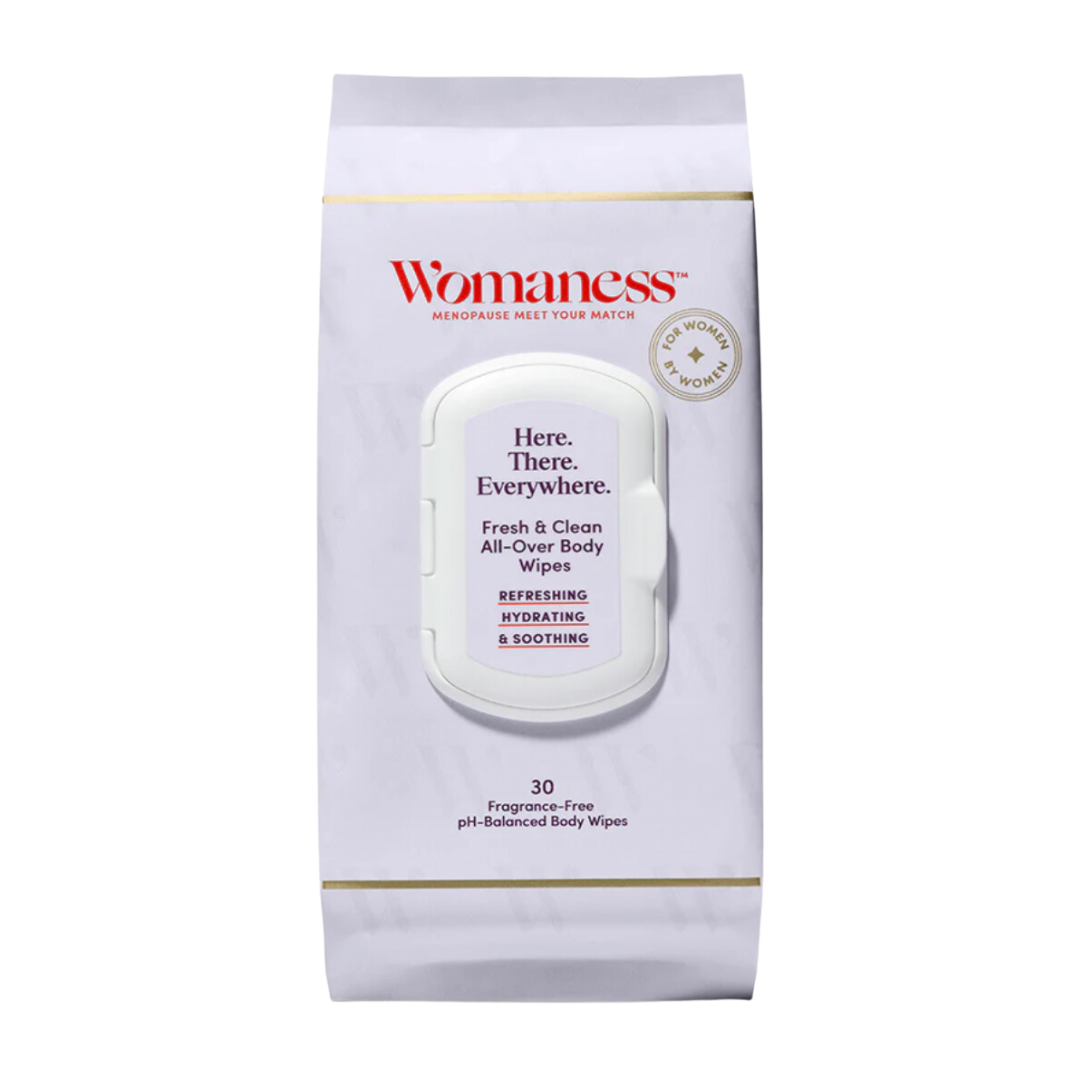 Womaness™
MENOPAUSE MEET YOUR MATCH
FOR WOMEN
BY WOMEN
Here.
There.
Everywhere.
Fresh & Clean
All-Over Body
Wipes
REFRESHING
HYDRATING
& SOOTHING
30
Fragrance-Free
pH-Balanced Body Wipes